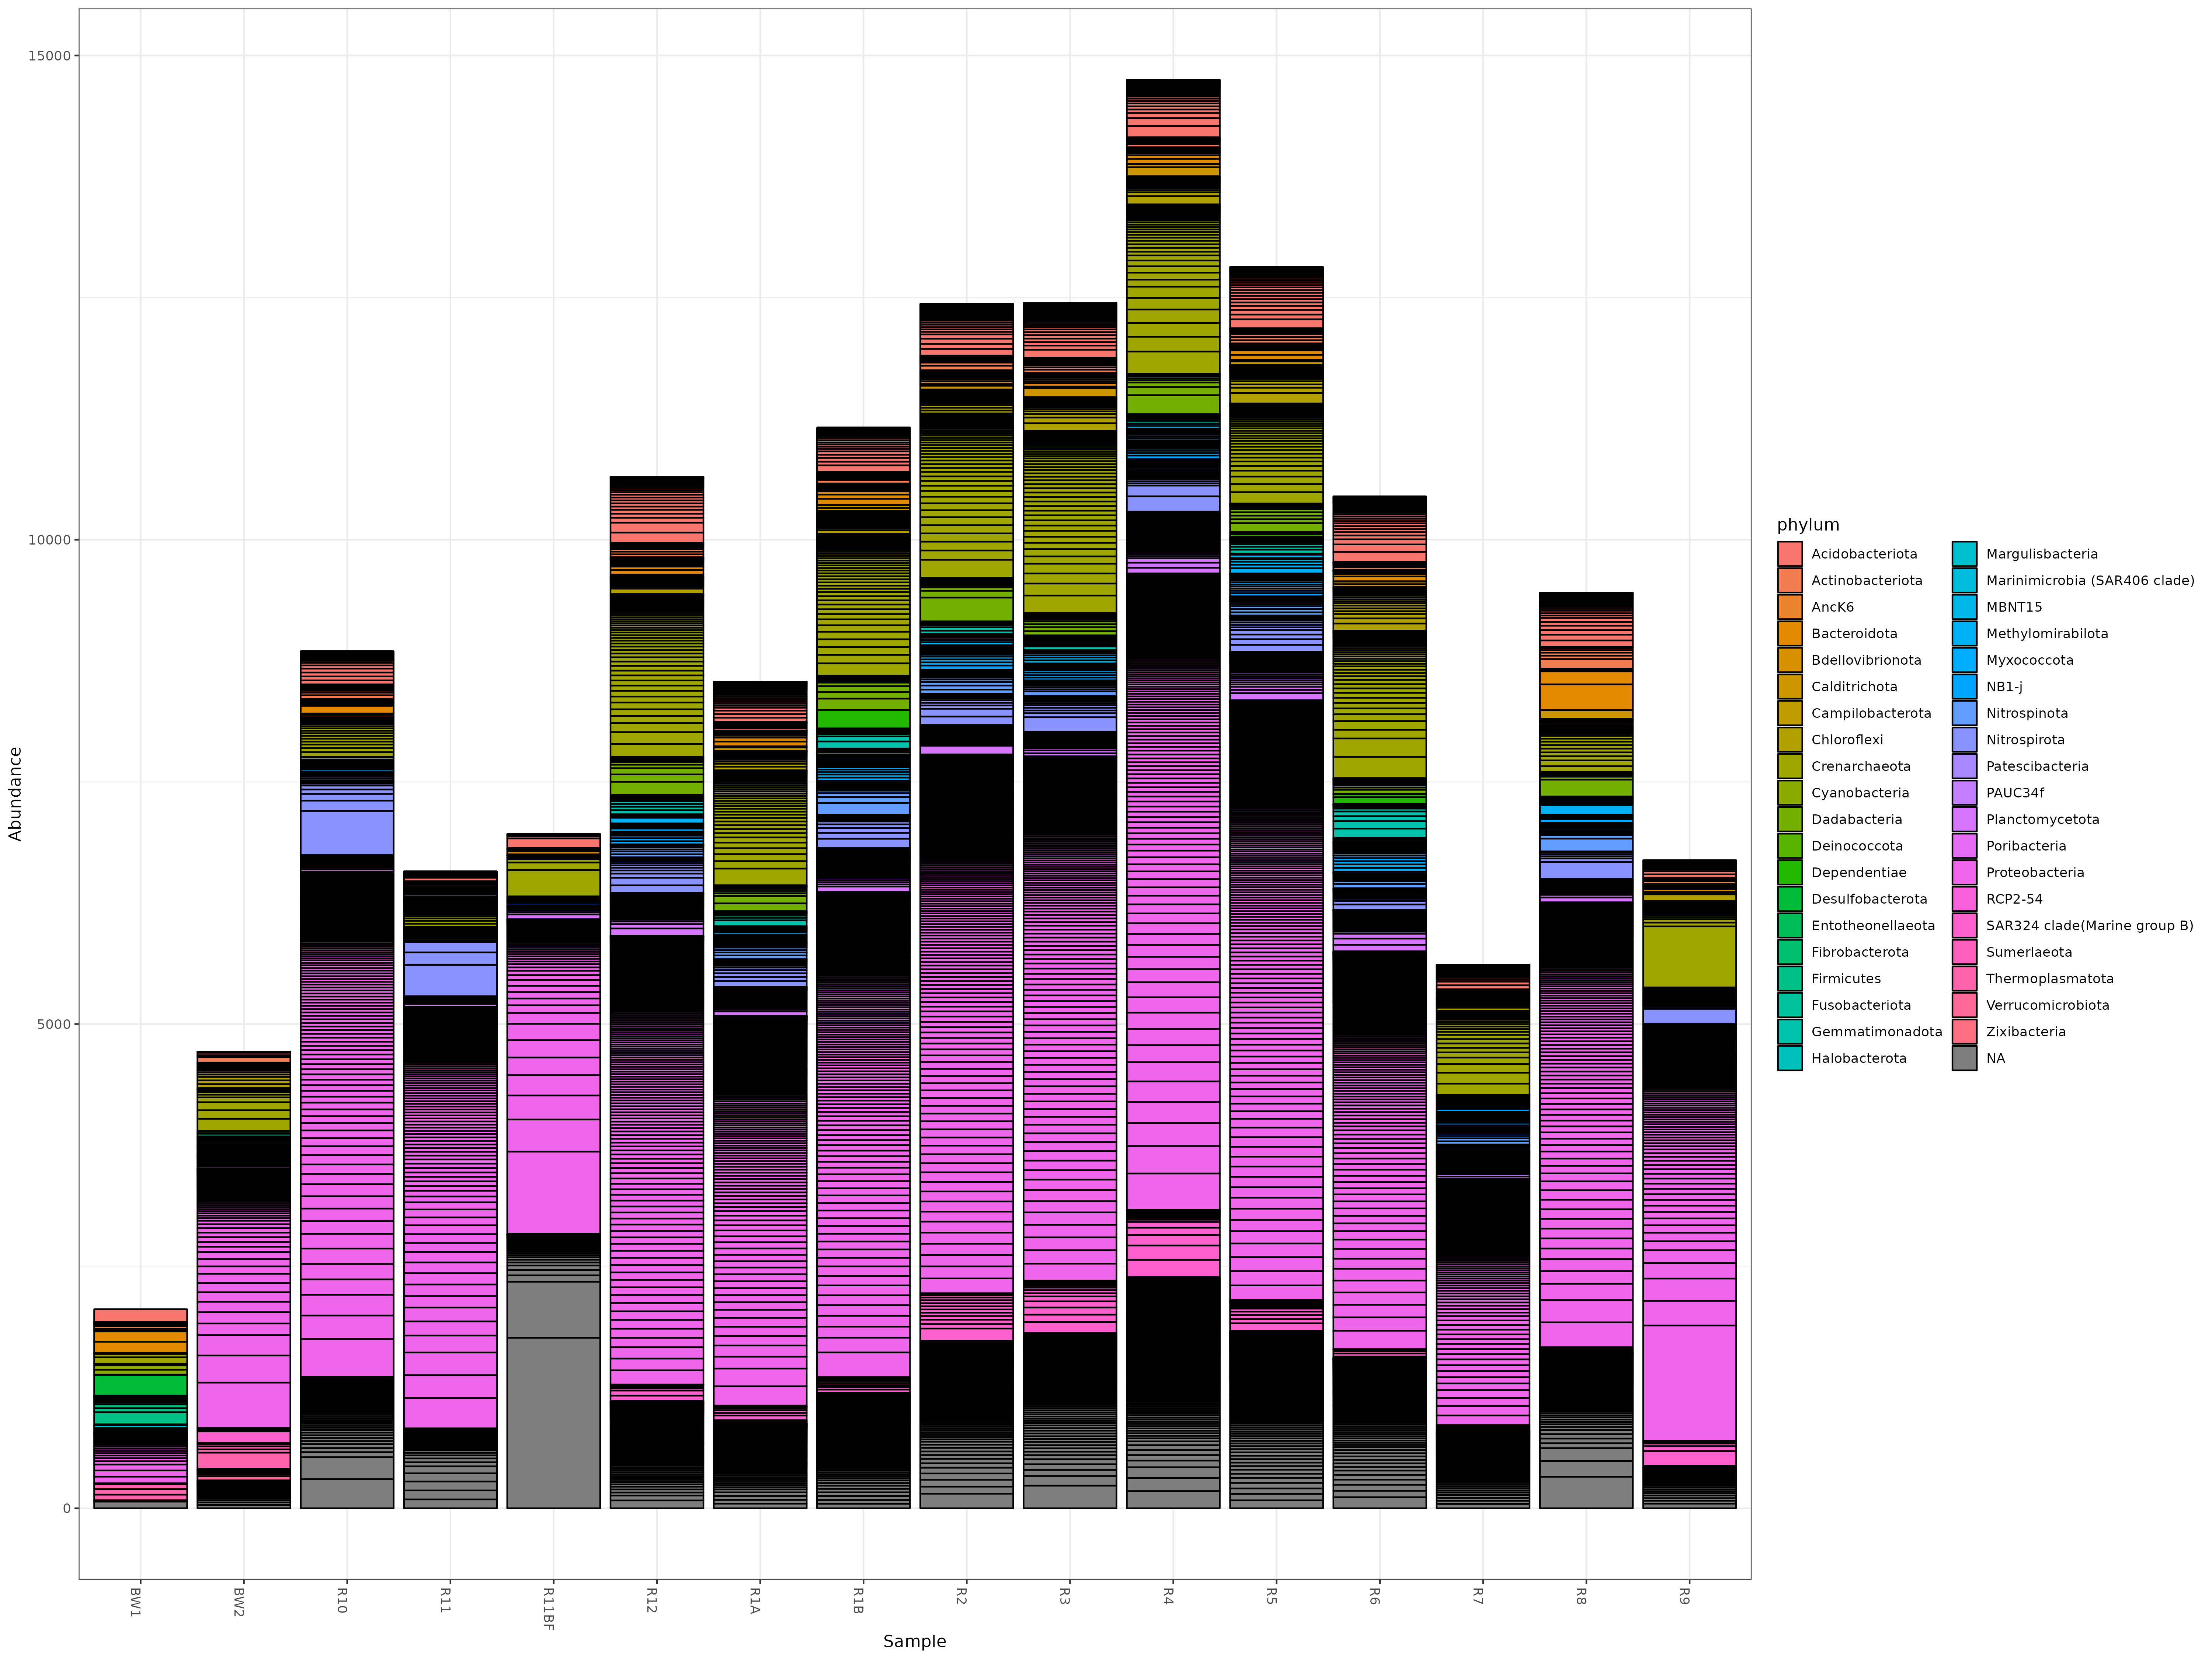 15000
10000
5000
0
Abundance
BW1
BW2
R10
R11
R11BF
R12
R1A
R1B
R2
R3
R4
R5
R6
R7
R8
R9
Sample
phylum
Acidobacteriota
Actinobacteriota
AncK6
Bacteroidota
Bdellovibrionota
Calditrichota
Campilobacterota
Chloroflexi
Crenarchaeota
Cyanobacteria
Dadabacteria
Deinococcota
Dependentiae
Desulfobacterota
Entotheonellaeota
Fibrobacterota
Firmicutes
Fusobacteriota
Gemmatimonadota
Halobacterota
Margulisbacteria
Marinimicrobia (SAR406 clade)
MBNT15
Methylomirabilota
Myxococcota
NB1-j
Nitrospinota
Nitrospirota
Patescibacteria
PAUC34f
Planctomycetota
Poribacteria
Proteobacteria
RCP2-54
SAR324 clade(Marine group B)
Sumerlaeota
Thermoplasmatota
Verrucomicrobiota
Zixibacteria
NA